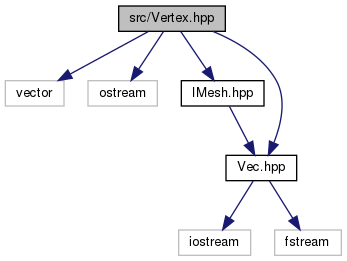 src/Vertex.hpp
vector
ostream
IMesh.hpp
Vec.hpp
iostream
fstream